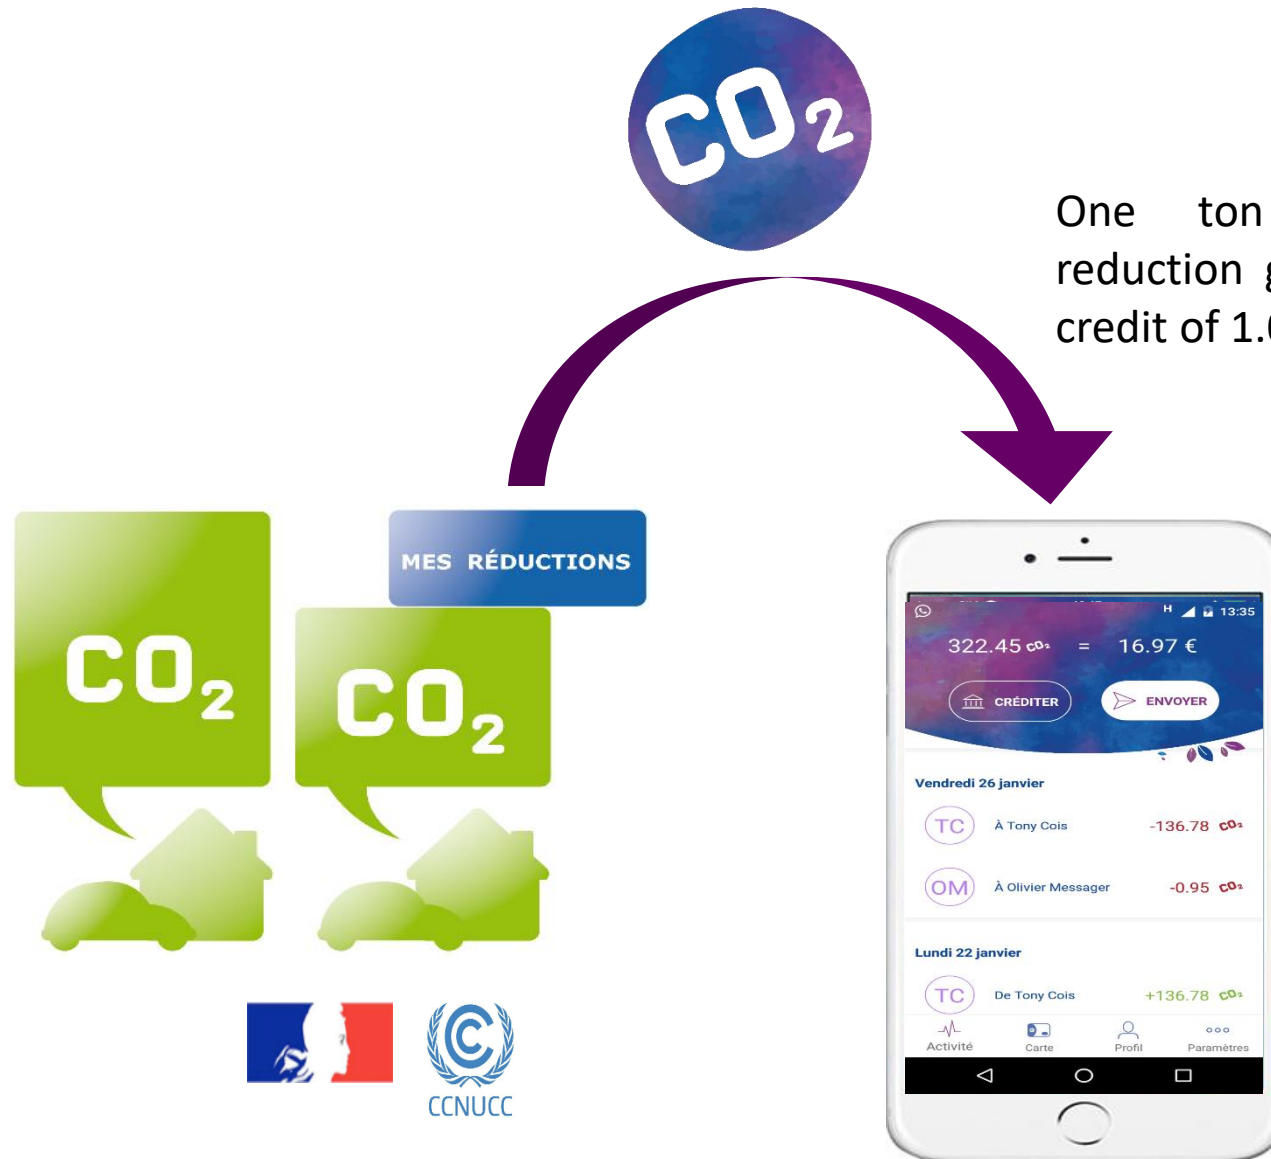 CO₂
One ton
reduction
credit of 1.
MES RÉDUCTIONS
CO₂
CO₂
CCNUCC
H 13:35
322.45 CO₂ = 16.97 €
CRÉDITER
ENVOYER
Vendredi 26 janvier
TC À Tony Cois -136.78 CO₂
OM À Olivier Messager -0.95 CO₂
Lundi 22 janvier
TC De Tony Cois +136.78 CO₂
Activité Carte Profil Paramètres